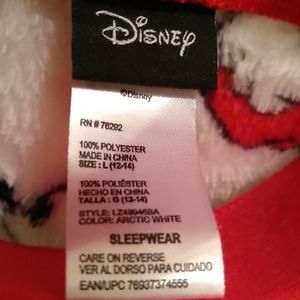 Disney
©Disney
RN # 76292
100% POLYESTER
MADE IN CHINA
SIZE : L (12-14)
100% POLIÉSTER
HECHO EN CHINA
TALLA : G (12-14)
STYLE: LZ48946BA
COLOR: ARCTIC WHITE
SLEEPWEAR
CARE ON REVERSE
VER AL DORSO PARA CUIDADO
EAN/UPC 76937374555